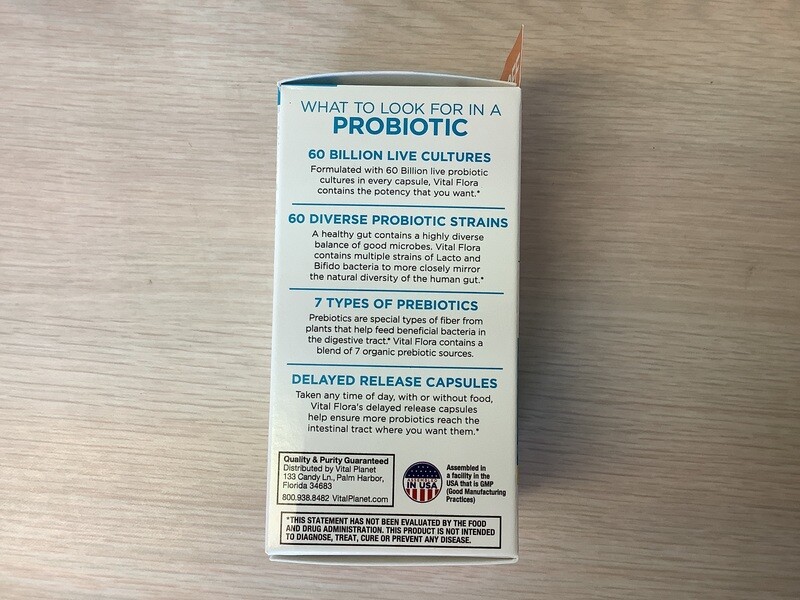 WHAT TO LOOK FOR IN A
PROBIOTIC
60 BILLION LIVE CULTURES
Formulated with 60 Billion live probiotic
cultures in every capsule, Vital Flora
contains the potency that you want.*
60 DIVERSE PROBIOTIC STRAINS
A healthy gut contains a highly diverse
balance of good microbes. Vital Flora
contains multiple strains of Lacto and
Bifido bacteria to more closely mirror
the natural diversity of the human gut.*
7 TYPES OF PREBIOTICS
Prebiotics are special types of fiber from
plants that help feed beneficial bacteria in
the digestive tract.* Vital Flora contains a
blend of 7 organic prebiotic sources.
DELAYED RELEASE CAPSULES
Taken any time of day, with or without food,
Vital Flora's delayed release capsules
help ensure more probiotics reach the
intestinal tract where you want them.*
Quality & Purity Guaranteed
Distributed by Vital Planet
133 Candy Ln., Palm Harbor,
Florida 34683
800.938.8482 VitalPlanet.com
ASSEMBLED
IN USA
Assembled in
a facility in the
USA that is GMP
(Good Manufacturing
Practices)
*THIS STATEMENT HAS NOT BEEN EVALUATED BY THE FOOD
AND DRUG ADMINISTRATION. THIS PRODUCT IS NOT INTENDED
TO DIAGNOSE, TREAT, CURE OR PREVENT ANY DISEASE.